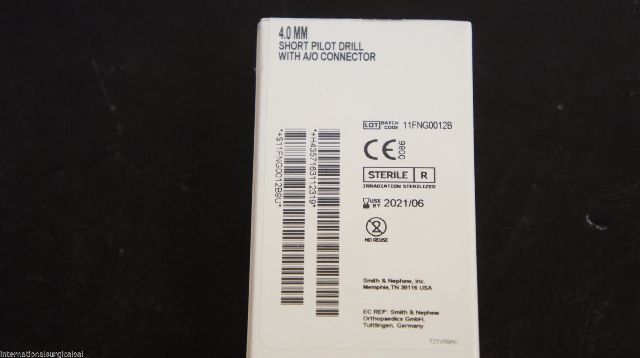 4.0 MM
SHORT PILOT DRILL
WITH A/O CONNECTOR
LOT BATCH CODE 11FNG0012B
CE 0086
STERILE R
IRRADIATION STERILIZED
USE BY 2021/06
NO REUSE
Smith & Nephew, Inc.
Memphis, TN 38116 USA
EC REP: Smith & Nephew
Orthopaedics GmbH,
Tuttlingen, Germany
*+H4357163112319*
internationalsurgicalsel